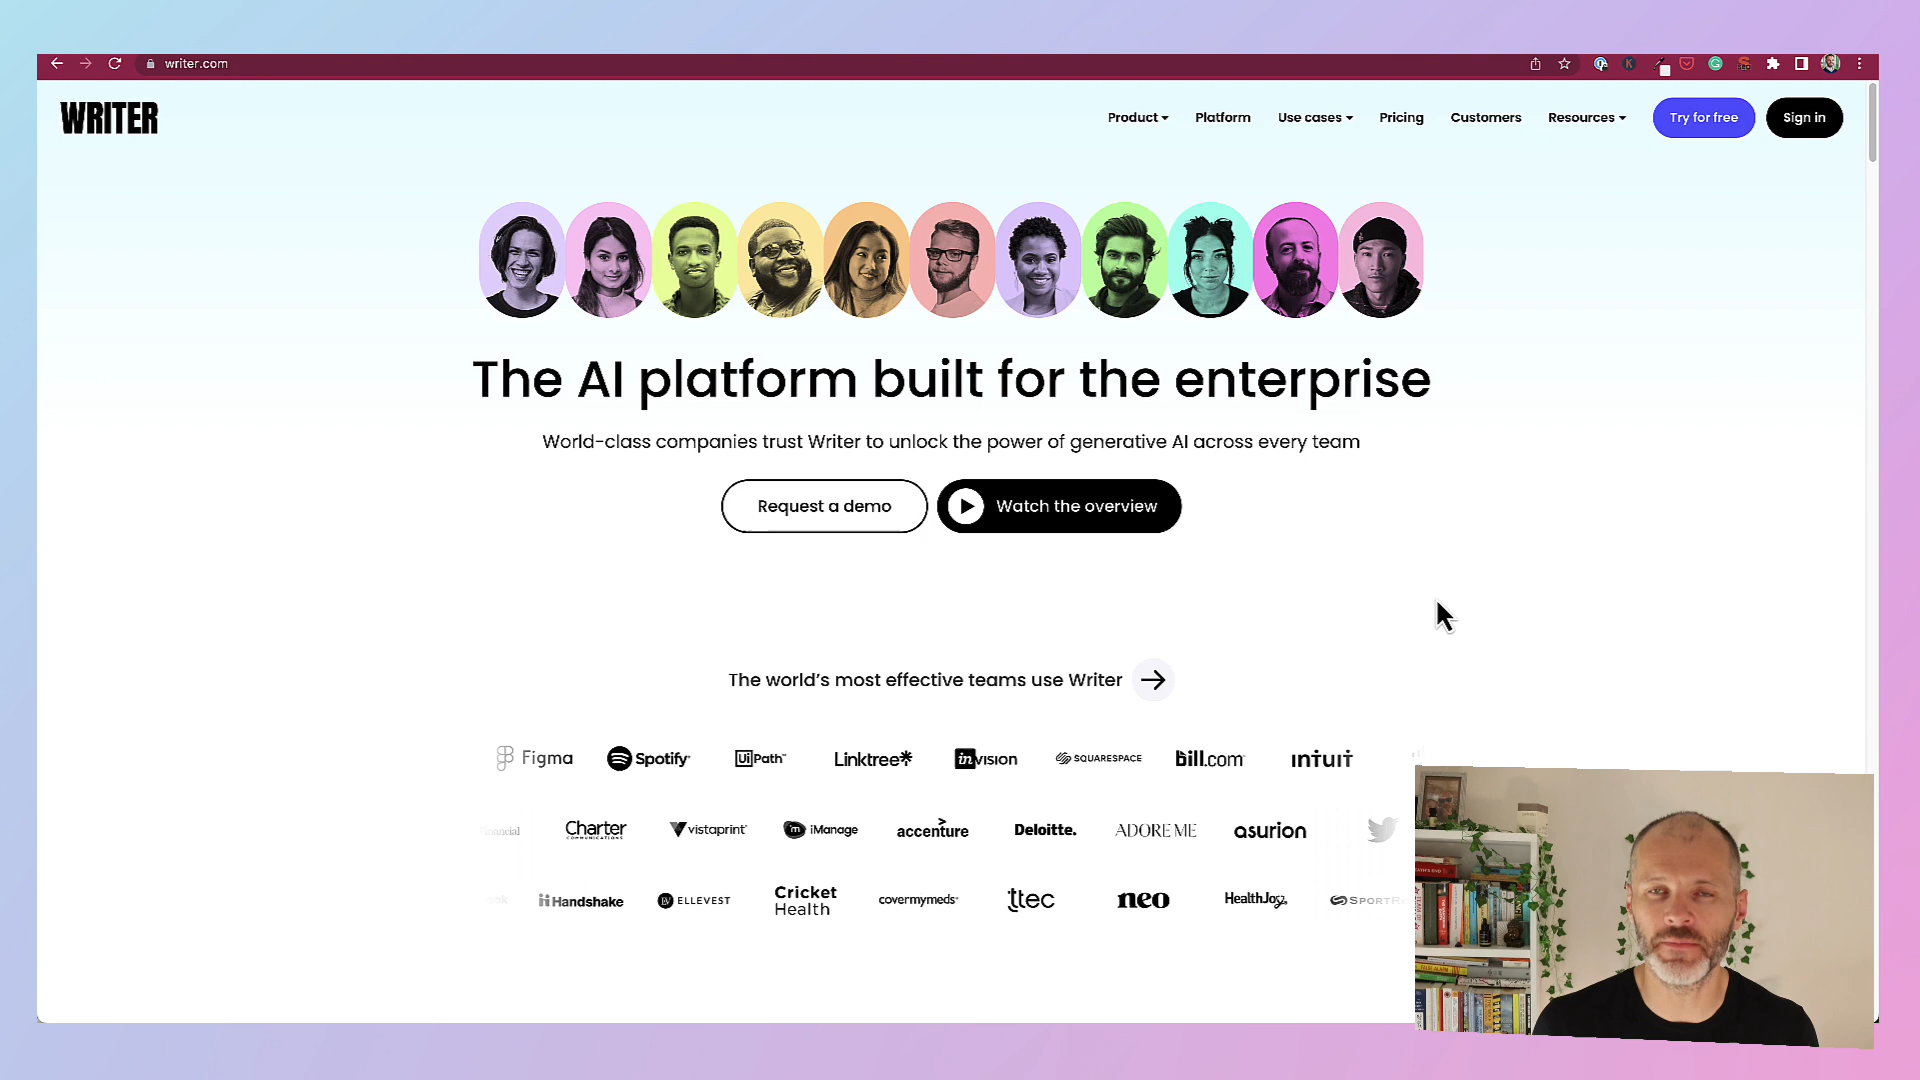 writer.com
WRITER
Product
Platform
Use cases
Pricing
Customers
Resources
Try for free
Sign in
The AI platform built for the enterprise
World-class companies trust Writer to unlock the power of generative AI across every team
Request a demo
Watch the overview
The world's most effective teams use Writer
Figma
Spotify
UiPath
Linktree
inVISION
SQUARESPACE
bill.com
intuit
Financial
Charter
COMMUNICATIONS
vistaprint
iManage
accenture
Deloitte.
ADORE ME
asurion
Handshake
EV ELLEVEST
Cricket
Health
covermymeds
ttec
neo
HealthJoy